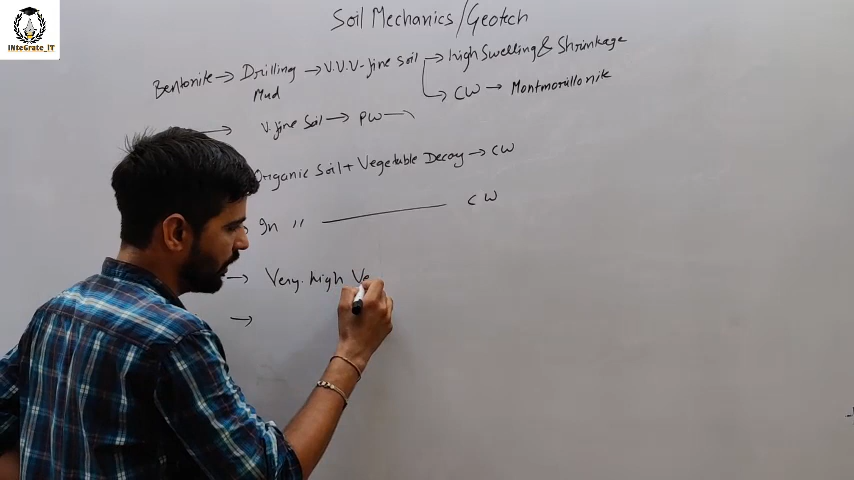 INteGrate_IT
Soil Mechanics/Geotech
Bentonite → Drilling Mud → V.V.V-fine soil → high Swelling & Shrinkage
→ CW → Montmorillonite
→ V.fine Soil → PW →
Organic Soil + Vegetable Decay → CW
In " CW
→ Very.high Ve
→